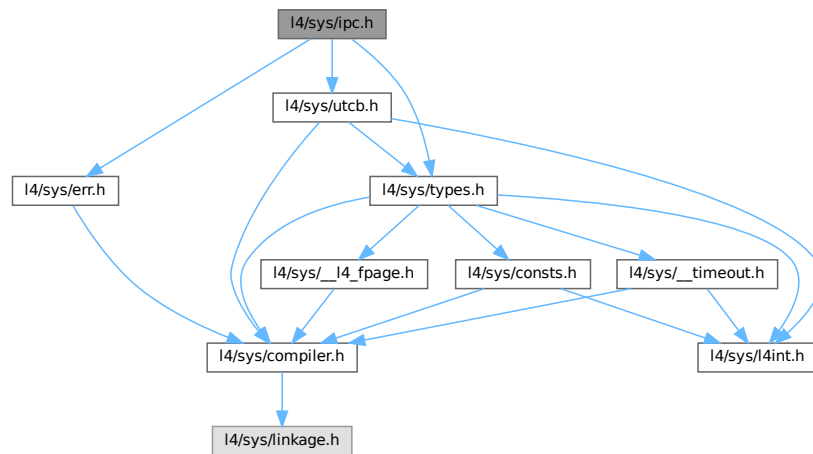 l4/sys/ipc.h
l4/sys/utcb.h
l4/sys/err.h
l4/sys/types.h
l4/sys/__l4_fpage.h
l4/sys/consts.h
l4/sys/__timeout.h
l4/sys/compiler.h
l4/sys/l4int.h
l4/sys/linkage.h